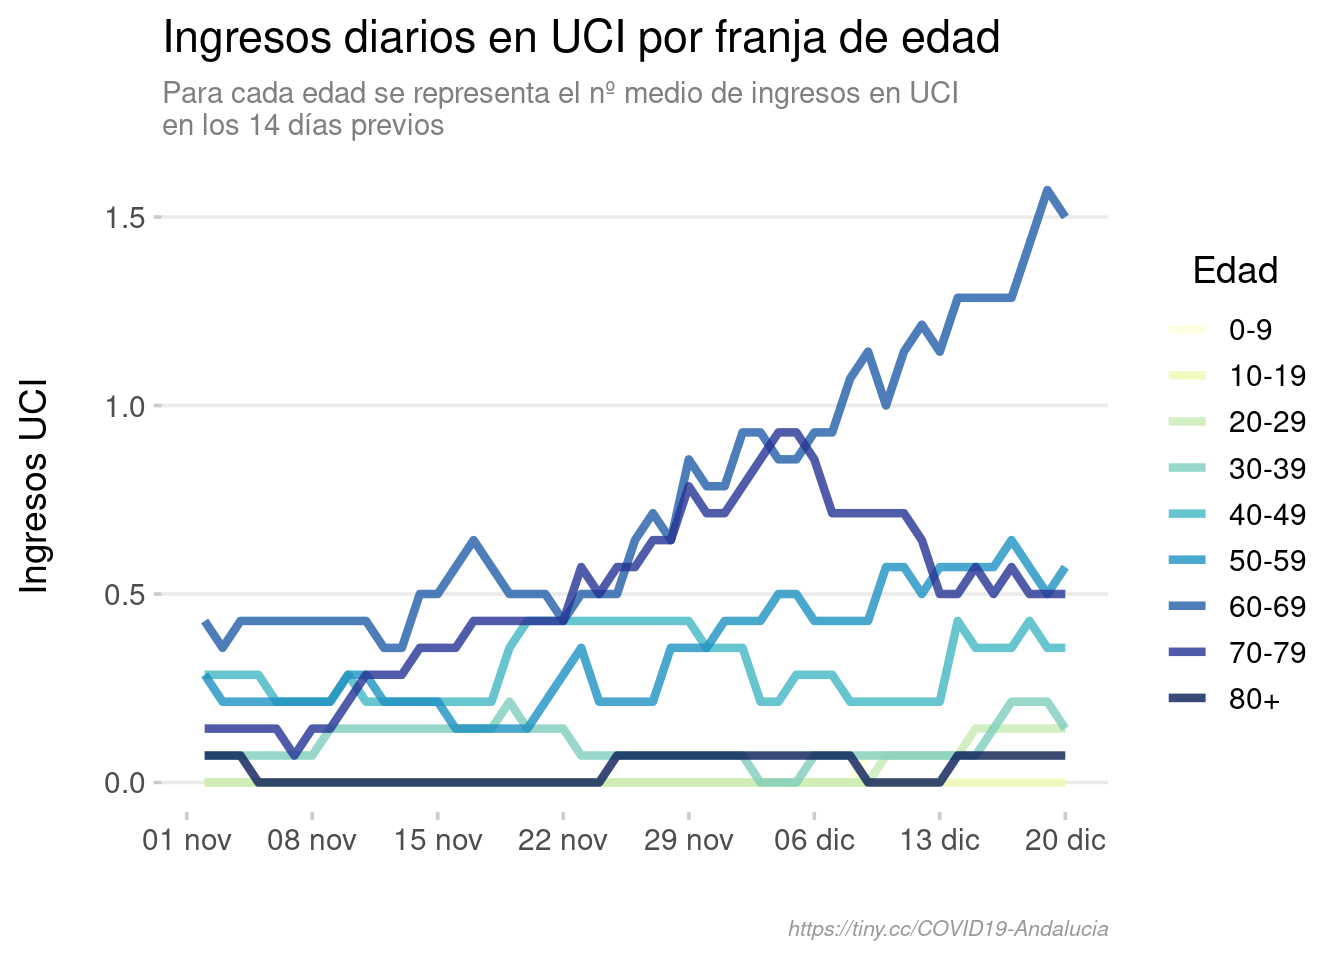 Ingresos diarios en UCI por franja de edad
Para cada edad se representa el nº medio de ingresos en UCI
en los 14 días previos
Ingresos UCI
1.5
1.0
0.5
0.0
01 nov
08 nov
15 nov
22 nov
29 nov
06 dic
13 dic
20 dic
Edad
0-9
10-19
20-29
30-39
40-49
50-59
60-69
70-79
80+
https://tiny.cc/COVID19-Andalucia